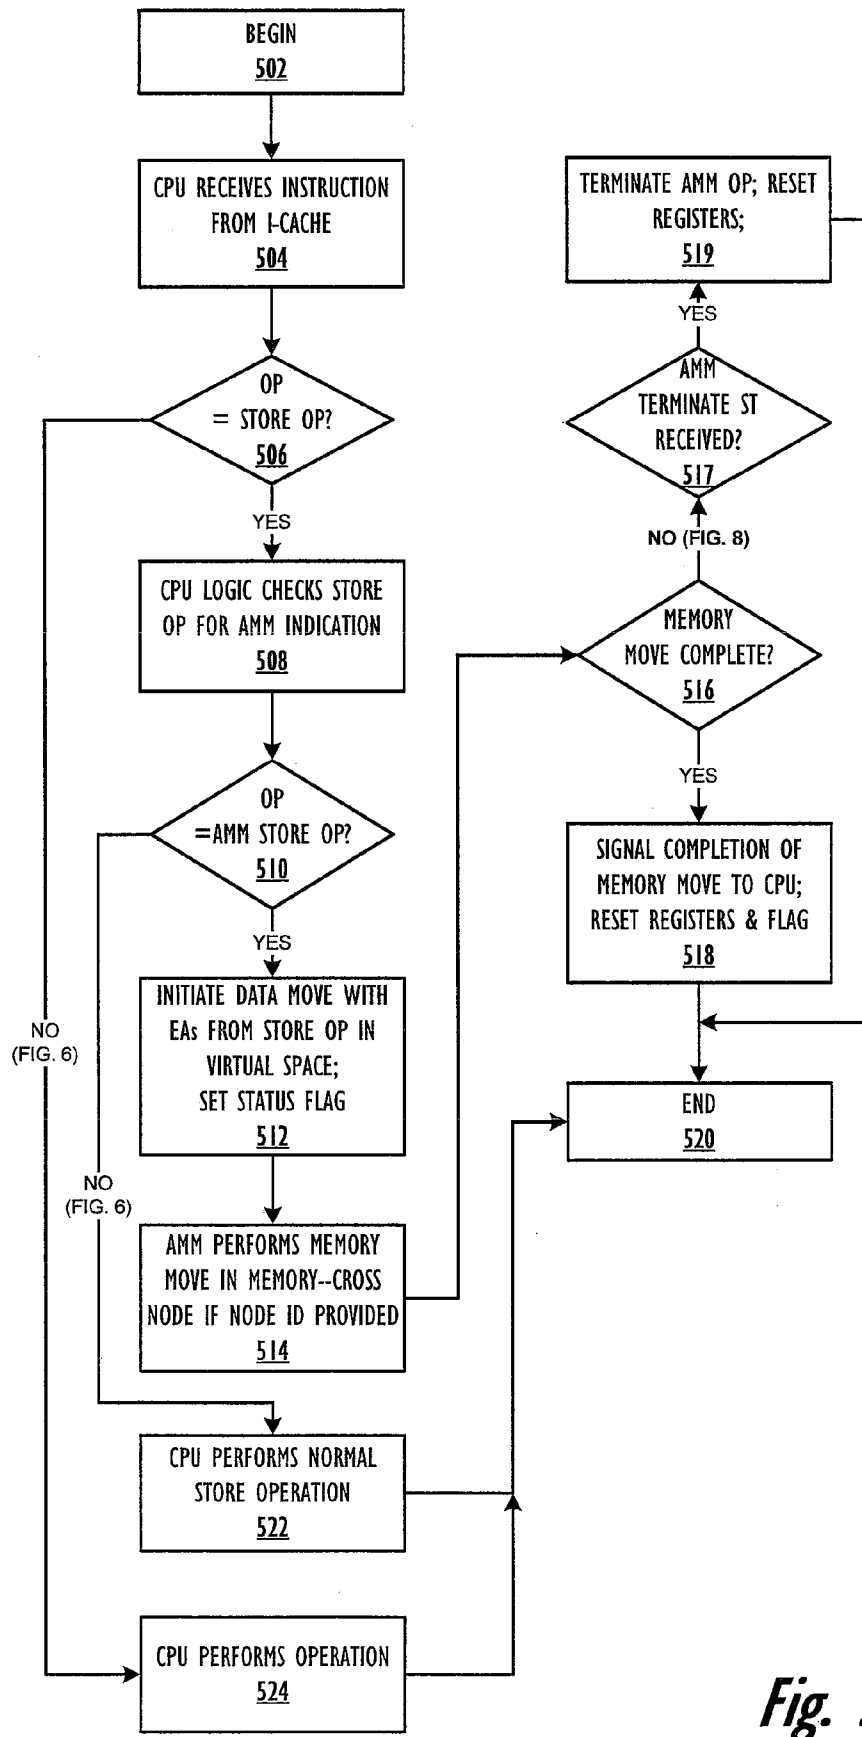 BEGIN
502
CPU RECEIVES INSTRUCTION
FROM I-CACHE
504
OP
= STORE OP?
506
YES
CPU LOGIC CHECKS STORE
OP FOR AMM INDICATION
508
OP
=AMM STORE OP?
510
YES
INITIATE DATA MOVE WITH
EAs FROM STORE OP IN
VIRTUAL SPACE;
SET STATUS FLAG
512
NO
(FIG. 6)
NO
(FIG. 6)
AMM PERFORMS MEMORY
MOVE IN MEMORY--CROSS
NODE IF NODE ID PROVIDED
514
CPU PERFORMS NORMAL
STORE OPERATION
522
CPU PERFORMS OPERATION
524
TERMINATE AMM OP; RESET
REGISTERS;
519
YES
AMM
TERMINATE ST
RECEIVED?
517
NO (FIG. 8)
MEMORY
MOVE COMPLETE?
516
YES
SIGNAL COMPLETION OF
MEMORY MOVE TO CPU;
RESET REGISTERS & FLAG
518
END
520
Fig.